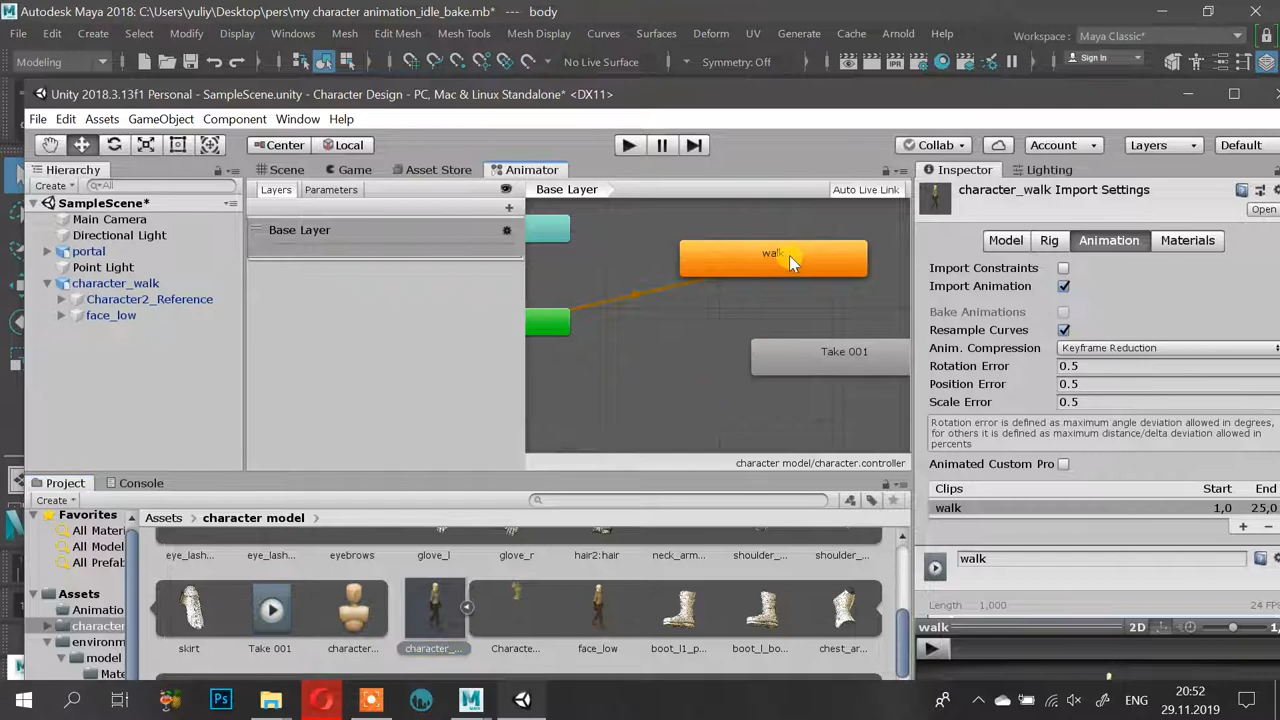 Autodesk Maya 2018: C:\Users\yuliy\Desktop\pers\my character animation_idle_bake.mb* --- body
File Edit Create Select Modify Display Windows Mesh Edit Mesh Mesh Tools Mesh Display Curves Surfaces Deform UV Generate Cache Arnold Help Workspace : Maya Classic*
Modeling No Live Surface Symmetry: Off Sign In
Unity 2018.3.13f1 Personal - SampleScene.unity - Character Design - PC, Mac & Linux Standalone* <DX11>
File Edit Assets GameObject Component Window Help
Center Local Collab Account Layers Default
Hierarchy Scene Game Asset Store Animator Inspector Lighting
Create All Layers Parameters Base Layer Auto Live Link character_walk Import Settings
SampleScene* Open
Main Camera Base Layer
Directional Light Model Rig Animation Materials
portal walk
Point Light Import Constraints
character_walk Import Animation
Character2_Reference Bake Animations
face_low Resample Curves
Take 001 Anim. Compression Keyframe Reduction
Rotation Error 0.5
Position Error 0.5
Scale Error 0.5
Rotation error is defined as maximum angle deviation allowed in degrees,
for others it is defined as maximum distance/delta deviation allowed in
percents
character model/character.controller Animated Custom Pro
Project Console Clips Start End
Create walk 1,0 25,0
Favorites Assets character model
All Materi
All Model
All Prefab
eye_lash... eye_lash... eyebrows glove_l glove_r hair2:hair neck_arm... shoulder_... shoulder_...
walk
Assets Length 1,000 24 FPS
Animatio
character walk 2D 1,
environm
model
Mate
skirt Take 001 character... character_... Characte... face_low boot_l1_p... boot_l_bo... chest_ar...
Ps ENG 20:52
29.11.2019